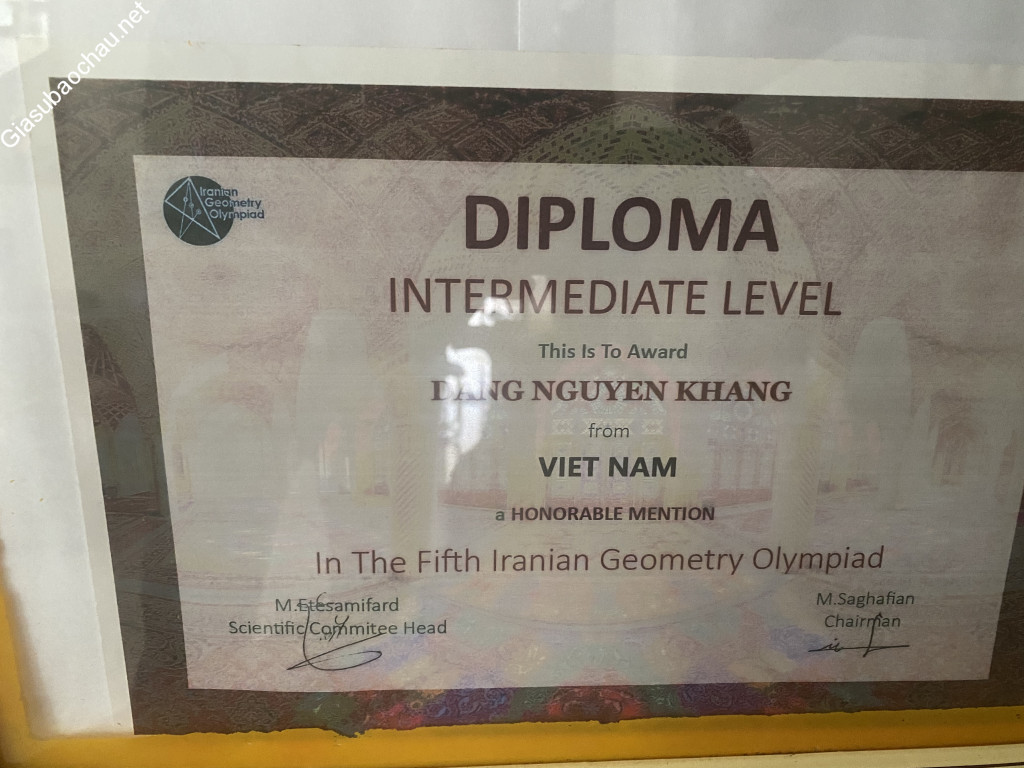 Giasubaochau.net
Iranian
Geometry
Olympiad
DIPLOMA
INTERMEDIATE LEVEL
This Is To Award
DANG NGUYEN KHANG
from
VIET NAM
a HONORABLE MENTION
In The Fifth Iranian Geometry Olympiad
M.Etesamifard
Scientific Commitee Head
M.Saghafian
Chairman